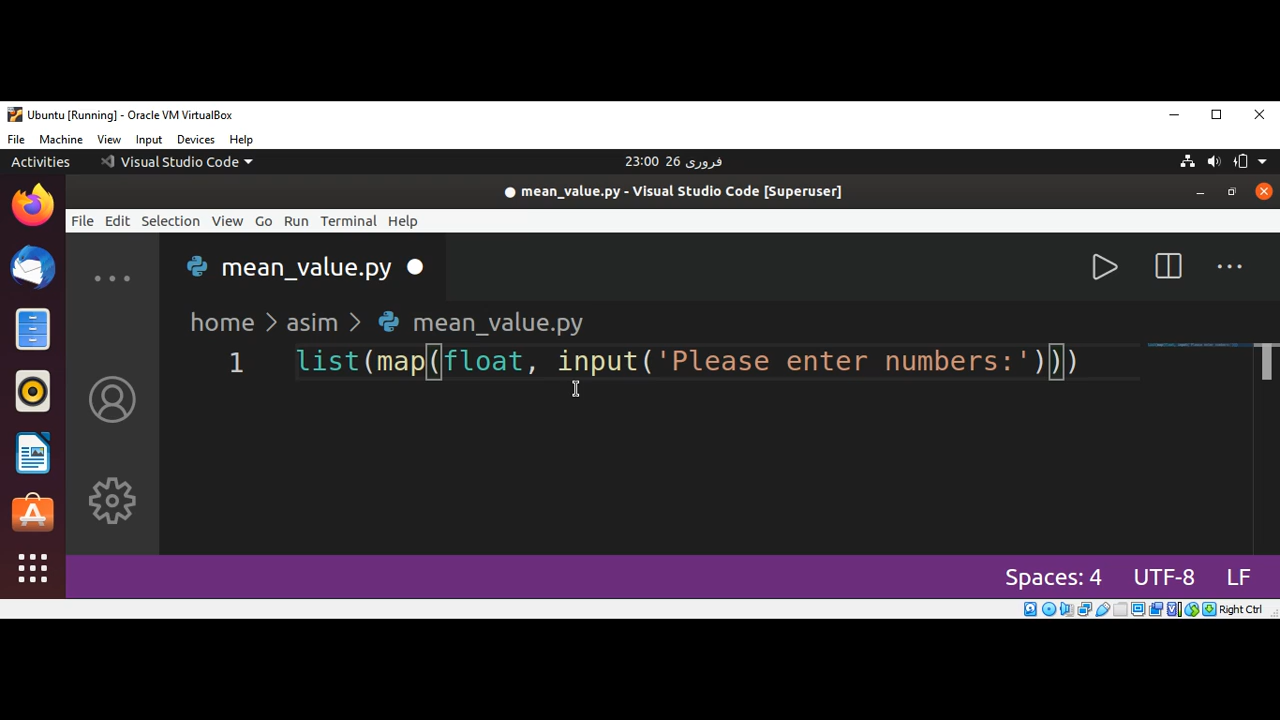 Ubuntu [Running] - Oracle VM VirtualBox
File Machine View Input Devices Help
Activities Visual Studio Code 23:00 26 فروری
● mean_value.py - Visual Studio Code [Superuser]
File Edit Selection View Go Run Terminal Help
mean_value.py
home > asim > mean_value.py
1 list(map(float, input('Please enter numbers:')))
Spaces: 4 UTF-8 LF
Right Ctrl